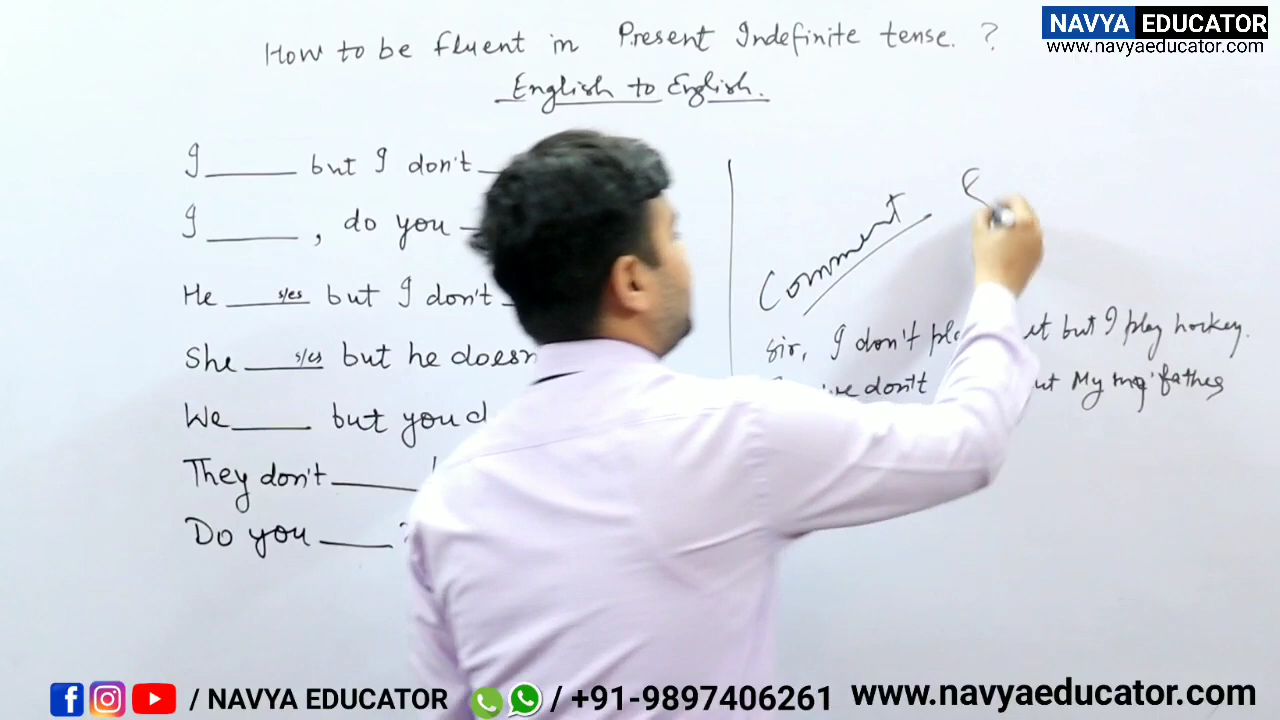 NAVYA EDUCATOR
www.navyaeducator.com
How to be fluent in Present Indefinite tense. ?
English to English.
I ____ but I don't __
I ____ , do you
He ____ s/es but I don't
She ____ s/es but he doesn
We ____ but you d
They don't ____
Do you ____ ?
Comment
Sir, I don't pl et but I play hockey.
we don't ut My father
/ NAVYA EDUCATOR / +91-9897406261 www.navyaeducator.com